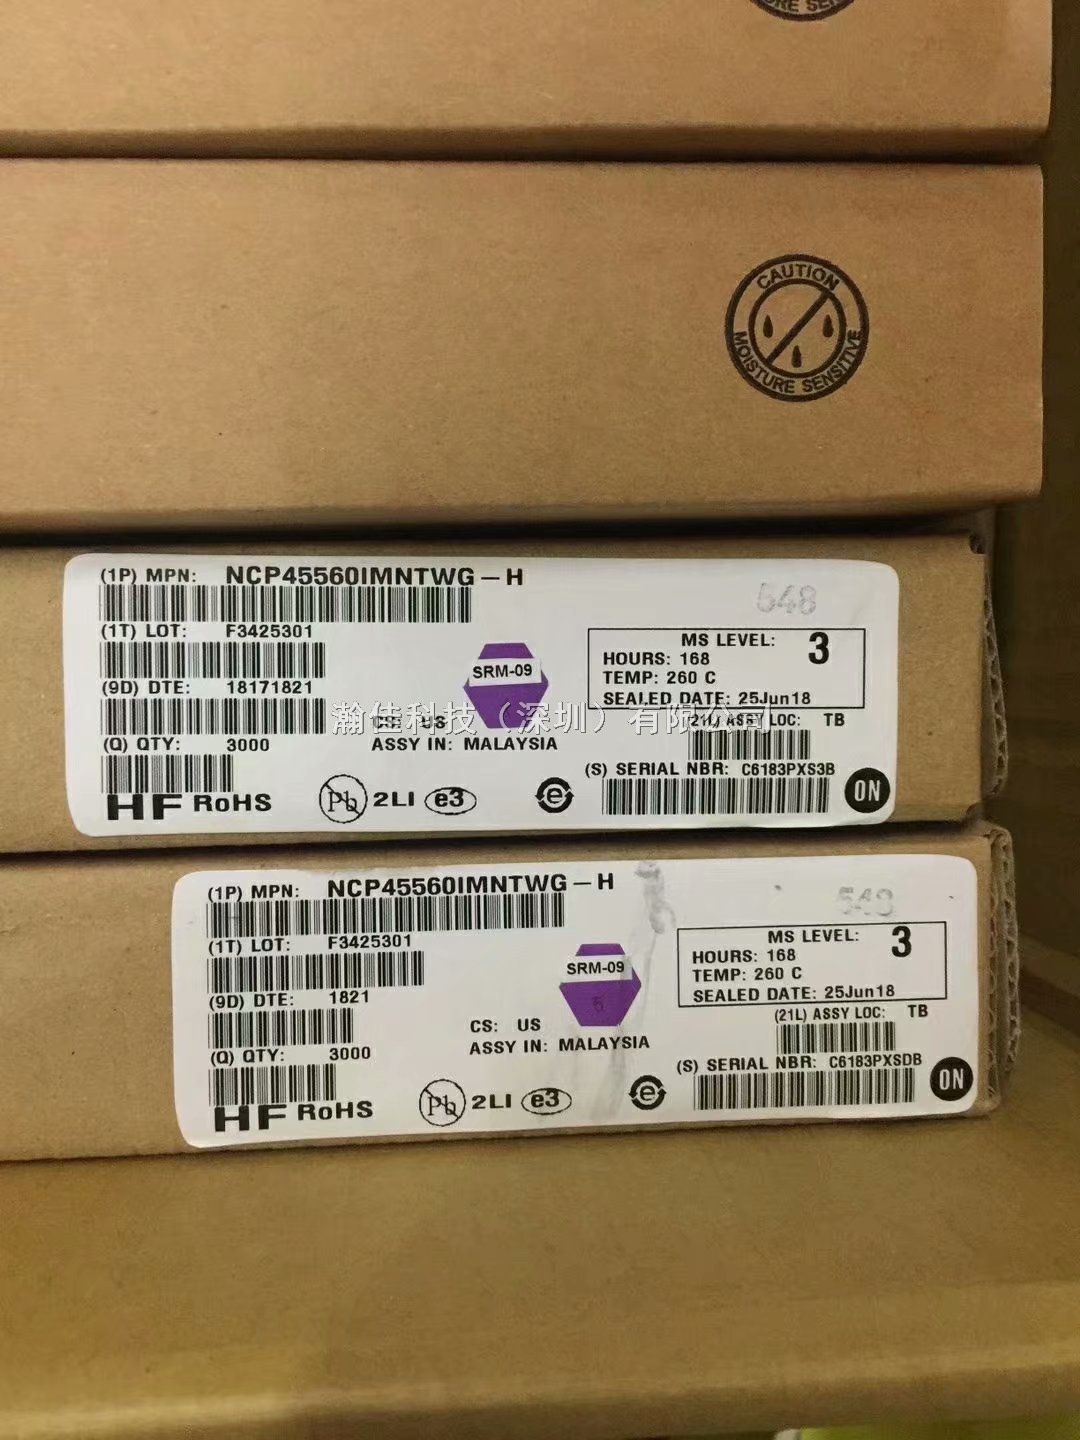 URE SENS
CAUTION
MOISTURE SENSITIVE
(1P) MPN: NCP45560IMNTWG-H
548
(1T) LOT: F3425301
MS LEVEL: 3
HOURS: 168
TEMP: 260 C
SEALED DATE: 25Jun18
SRM-09
(9D) DTE: 18171821
瀚佳科技（深圳）有限公司
CS: US
(21L) ASSY LOC: TB
(Q) QTY: 3000
ASSY IN: MALAYSIA
(S) SERIAL NBR: C6183PXS3B
HF RoHS
Pb 2LI e3
e
ON
(1P) MPN: NCP45560IMNTWG-H
548
(1T) LOT: F3425301
MS LEVEL: 3
HOURS: 168
TEMP: 260 C
SEALED DATE: 25Jun18
SRM-09
5
(9D) DTE: 1821
CS: US
(21L) ASSY LOC: TB
(Q) QTY: 3000
ASSY IN: MALAYSIA
(S) SERIAL NBR: C6183PXSDB
HF RoHS
Pb 2LI e3
e
ON